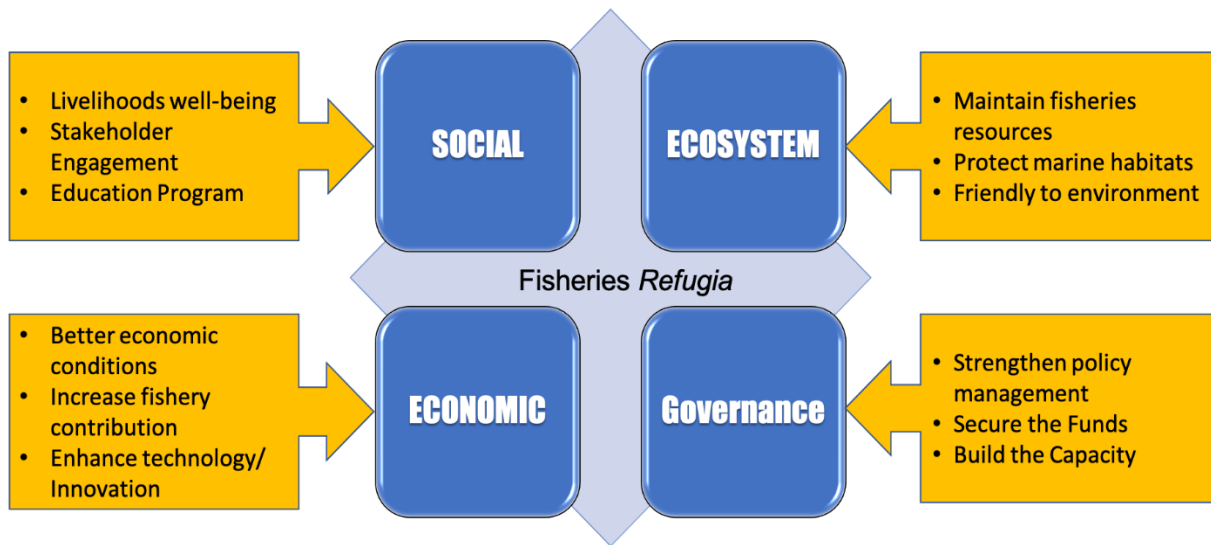 • Livelihoods well-being
• Stakeholder
Engagement
• Education Program
SOCIAL
ECOSYSTEM
• Maintain fisheries
resources
• Protect marine habitats
• Friendly to environment
Fisheries Refugia
• Better economic
conditions
• Increase fishery
contribution
• Enhance technology/
Innovation
ECONOMIC
Governance
• Strengthen policy
management
• Secure the Funds
• Build the Capacity